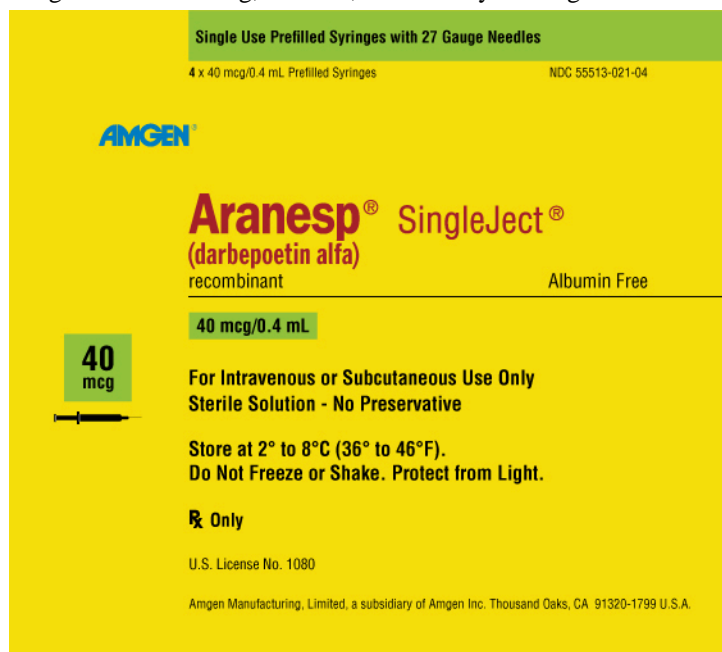 Single Use Prefilled Syringes with 27 Gauge Needles
4 x 40 mcg/0.4 mL Prefilled Syringes NDC 55513-021-04
AMGEN®
Aranesp® SingleJect®
(darbepoetin alfa)
recombinant Albumin Free
40 mcg/0.4 mL
40
mcg
For Intravenous or Subcutaneous Use Only
Sterile Solution - No Preservative
Store at 2° to 8°C (36° to 46°F).
Do Not Freeze or Shake. Protect from Light.
℞ Only
U.S. License No. 1080
Amgen Manufacturing, Limited, a subsidiary of Amgen Inc. Thousand Oaks, CA 91320-1799 U.S.A.